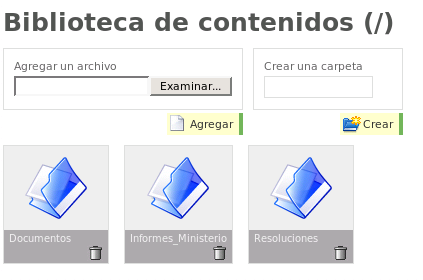 Biblioteca de contenidos (/)
Agregar un archivo
Examinar...
Agregar
Crear una carpeta
Crear
Documentos
Informes_Ministerio
Resoluciones